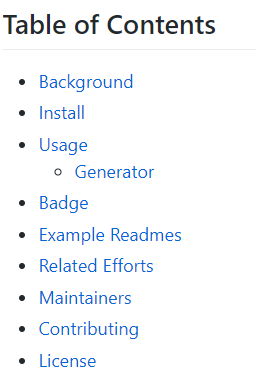 Table of Contents
Background
Install
Usage
Generator
Badge
Example Readmes
Related Efforts
Maintainers
Contributing
License